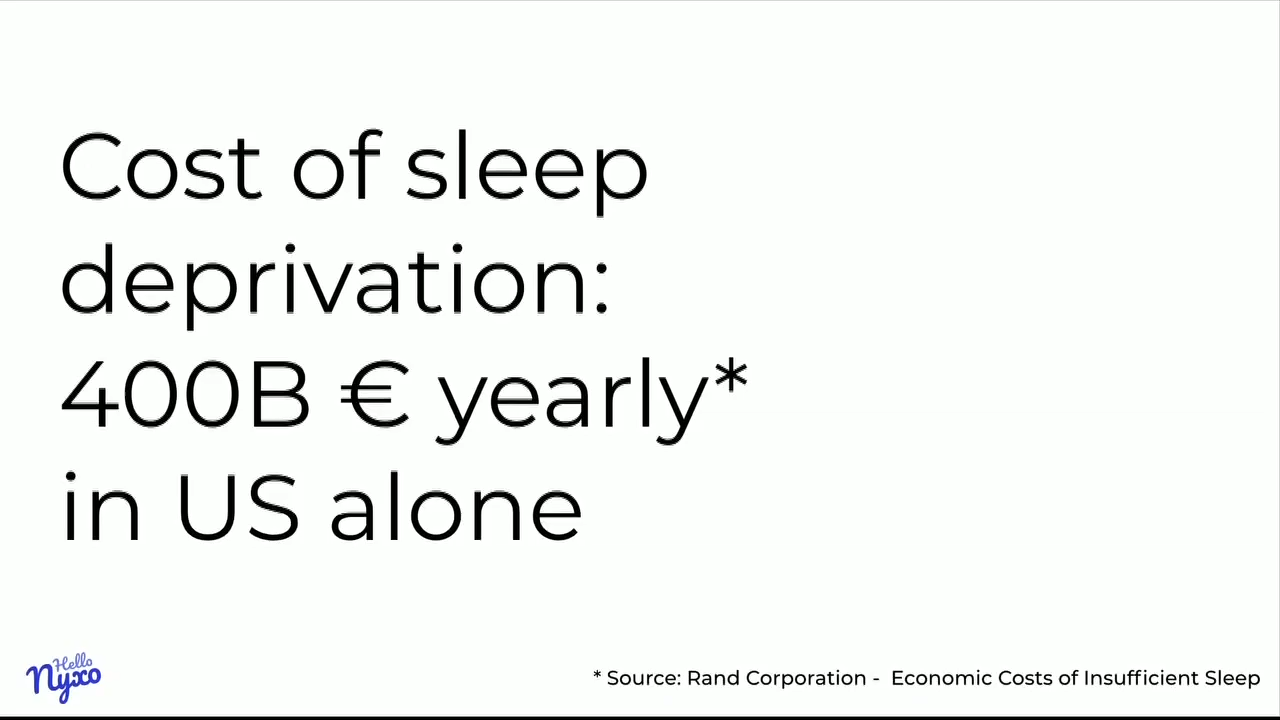 Cost of sleep
deprivation:
400B € yearly*
in US alone
Hello
Nyxo
* Source: Rand Corporation - Economic Costs of Insufficient Sleep